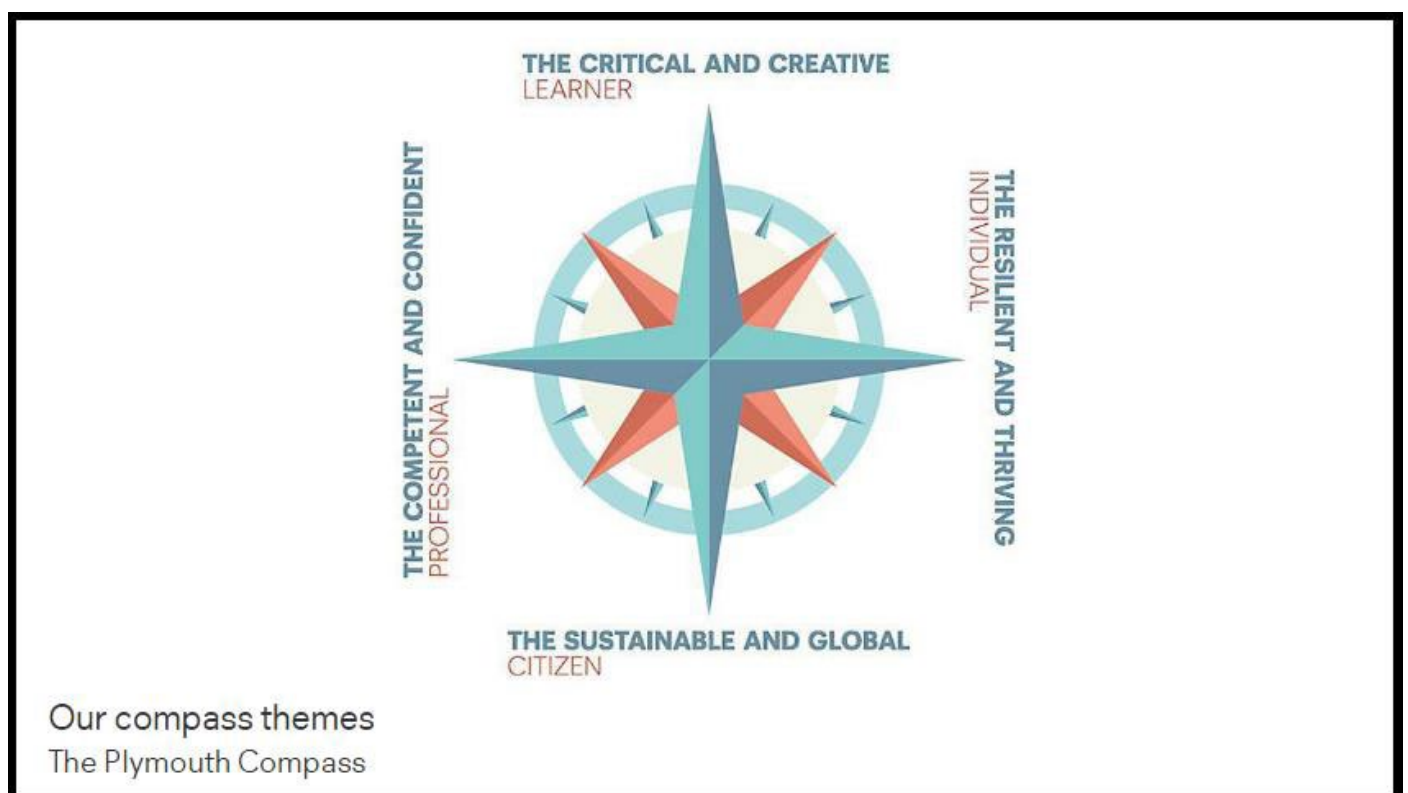 THE CRITICAL AND CREATIVE
LEARNER
THE COMPETENT AND CONFIDENT
PROFESSIONAL
THE RESILIENT AND THRIVING
INDIVIDUAL
THE SUSTAINABLE AND GLOBAL
CITIZEN
Our compass themes
The Plymouth Compass